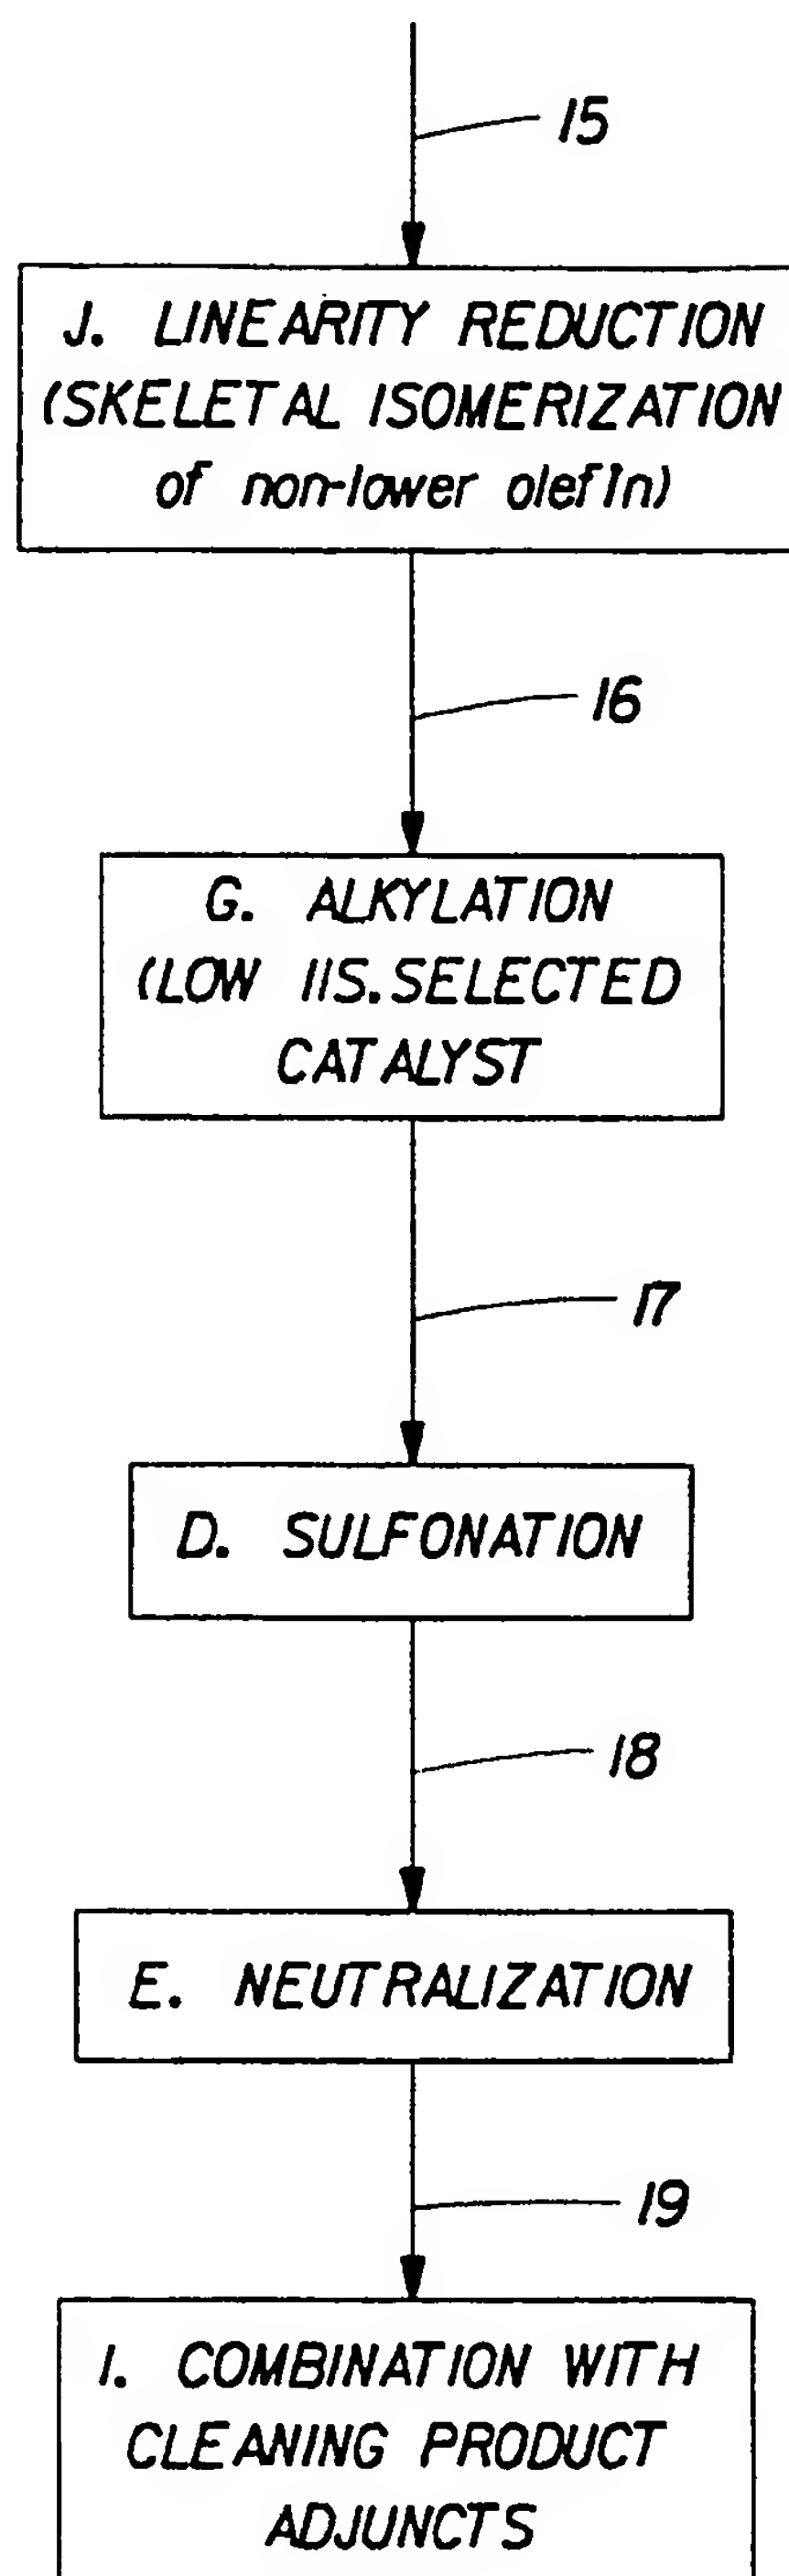 15
J. LINEARITY REDUCTION
(SKELETAL ISOMERIZATION
of non-lower olefin)
16
G. ALKYLATION
(LOW IIS.SELECTED
CATALYST
17
D. SULFONATION
18
E. NEUTRALIZATION
19
I. COMBINATION WITH
CLEANING PRODUCT
ADJUNCTS